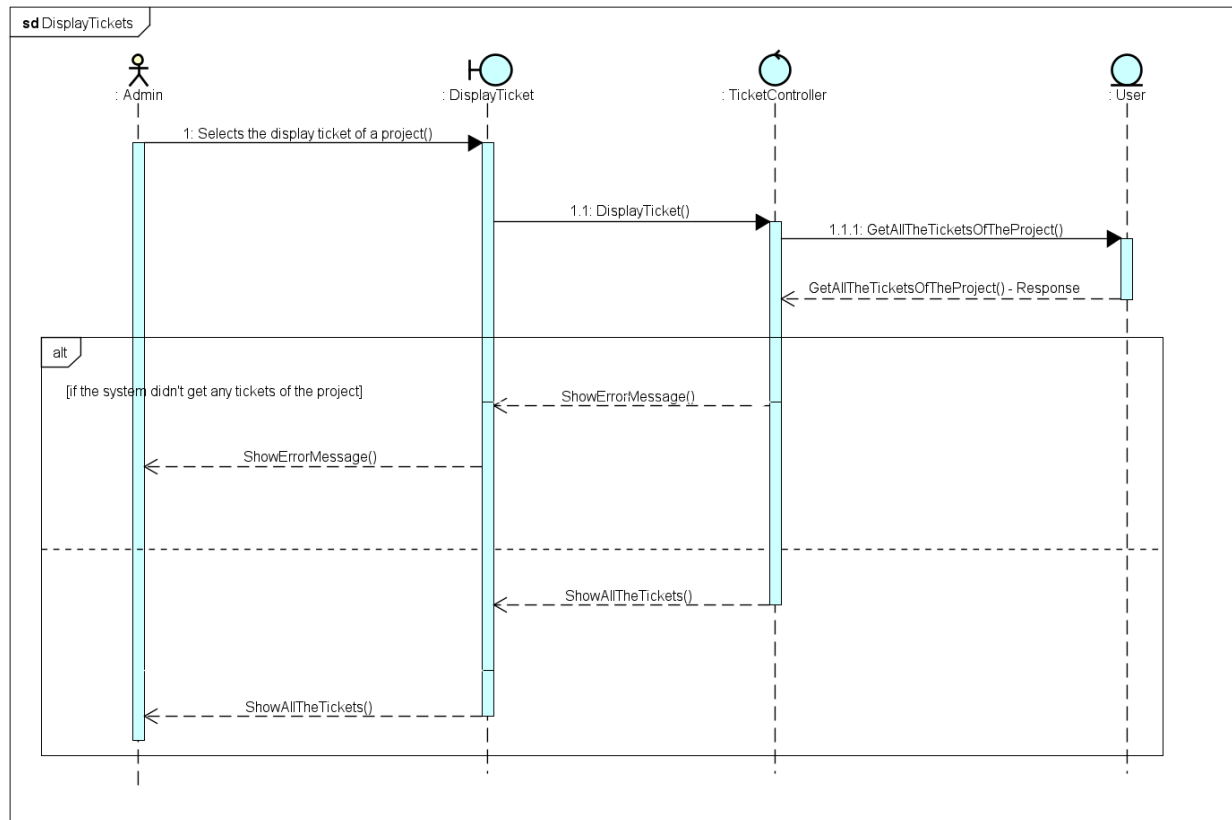 sd DisplayTickets
: Admin
: DisplayTicket
: TicketController
: User
1: Selects the display ticket of a project()
1.1: DisplayTicket()
1.1.1: GetAllTheTicketsOfTheProject()
GetAllTheTicketsOfTheProject() - Response
alt
[if the system didn't get any tickets of the project]
ShowErrorMessage()
ShowErrorMessage()
ShowAllTheTickets()
ShowAllTheTickets()